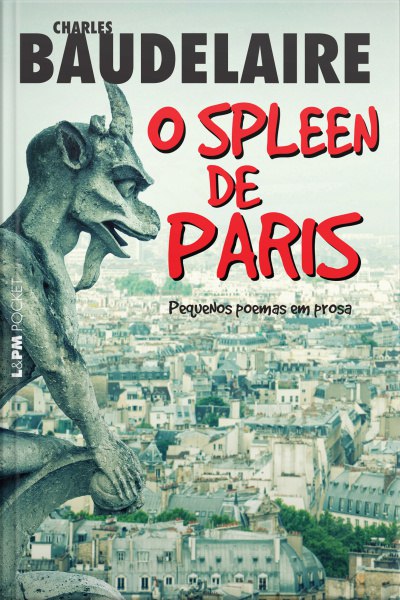 CHARLES
BAUDELAIRE
O SPLEEN
DE
PARIS
Pequenos poemas em prosa
L&PM POCKET